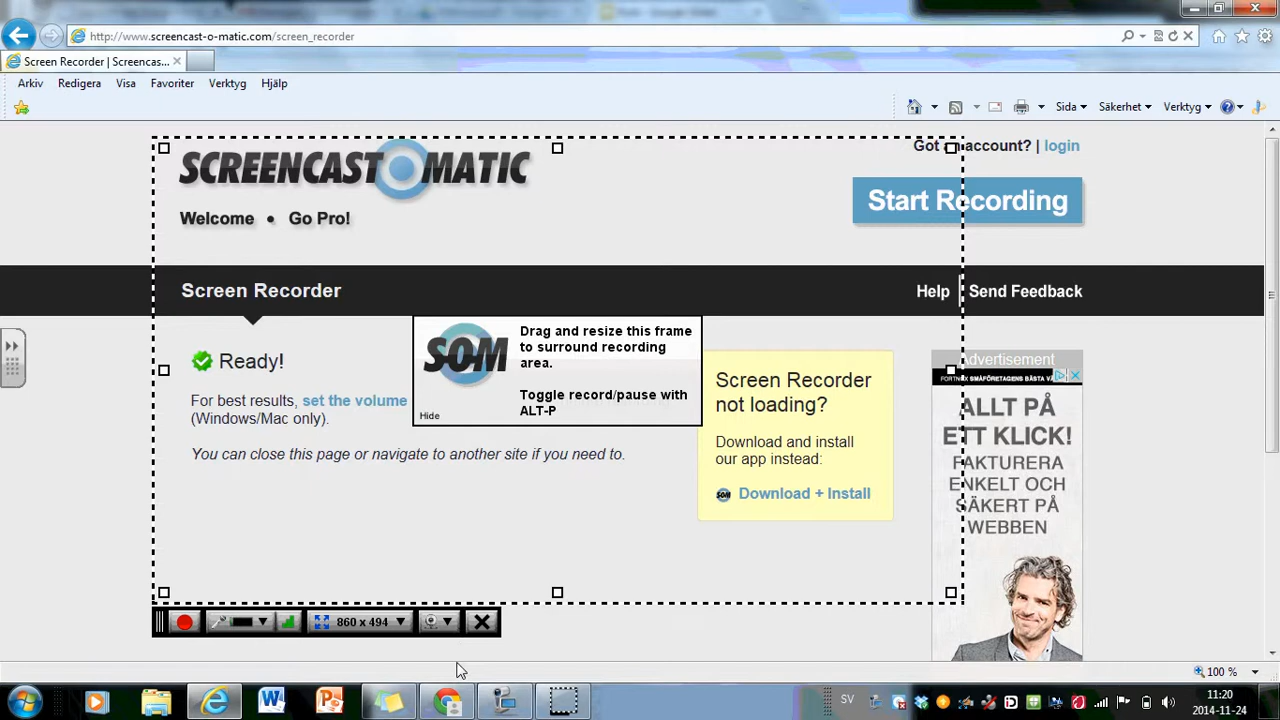 http://www.screencast-o-matic.com/screen_recorder
Screen Recorder | Screencas...
Arkiv Redigera Visa Favoriter Verktyg Hjälp
Sida Säkerhet Verktyg
SCREENCAST MATIC
Got an account? | login
Start Recording
Welcome • Go Pro!
Screen Recorder
Help | Send Feedback
Ready!
For best results, set the volume
(Windows/Mac only).
You can close this page or navigate to another site if you need to.
SOM
Drag and resize this frame
to surround recording
area.
Toggle record/pause with
ALT-P
Hide
Screen Recorder
not loading?
Download and install
our app instead:
SOM Download + Install
Advertisement
ALLT PÅ
ETT KLICK!
FAKTURERA
ENKELT OCH
SÄKERT PÅ
WEBBEN
860 x 494
100 %
SV
11:20
2014-11-24